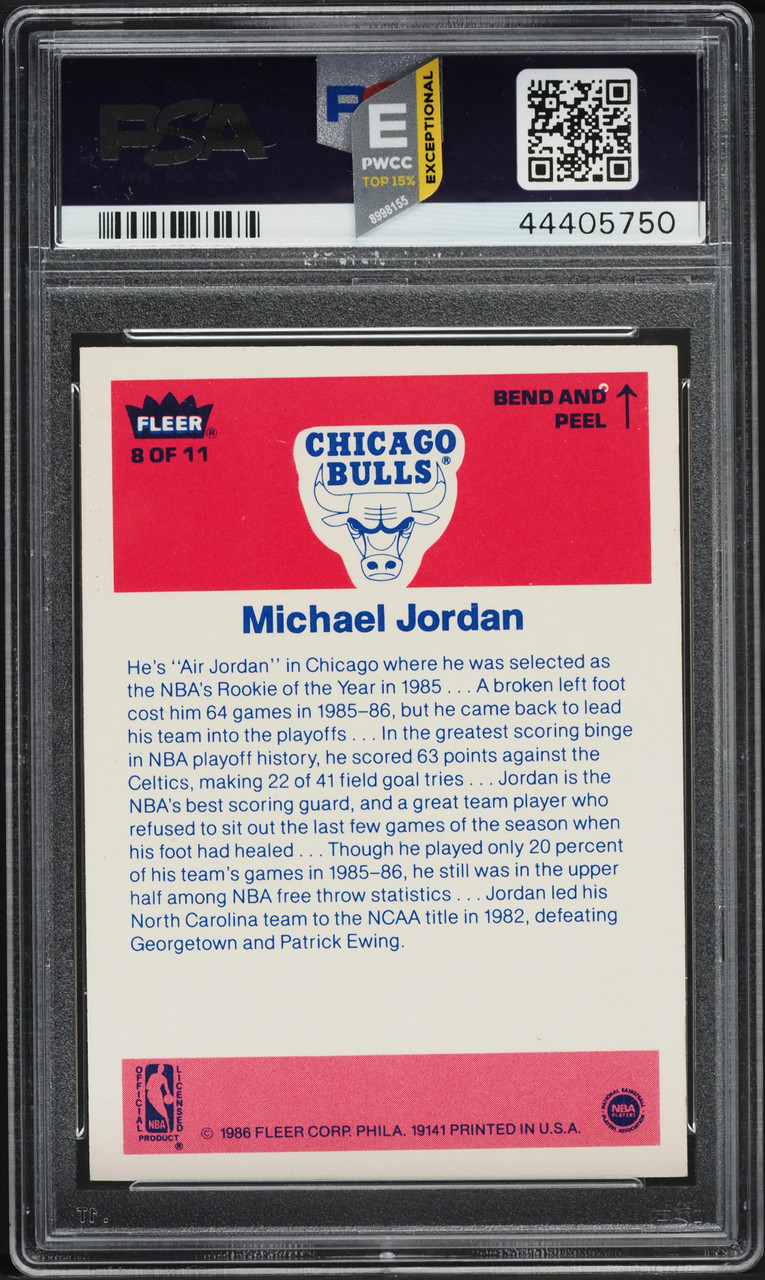 PSA
E
PWCC
TOP 15%
EXCEPTIONAL
8998155
44405750
FLEER®
8 OF 11
BEND AND
PEEL
CHICAGO
BULLS®
Michael Jordan
He's "Air Jordan" in Chicago where he was selected as
the NBA's Rookie of the Year in 1985 . . . A broken left foot
cost him 64 games in 1985–86, but he came back to lead
his team into the playoffs . . . In the greatest scoring binge
in NBA playoff history, he scored 63 points against the
Celtics, making 22 of 41 field goal tries . . . Jordan is the
NBA's best scoring guard, and a great team player who
refused to sit out the last few games of the season when
his foot had healed . . . Though he played only 20 percent
of his team's games in 1985–86, he still was in the upper
half among NBA free throw statistics . . . Jordan led his
North Carolina team to the NCAA title in 1982, defeating
Georgetown and Patrick Ewing.
OFFICIAL LICENSED
NBA
PRODUCT ®
© 1986 FLEER CORP. PHILA. 19141 PRINTED IN U.S.A.
NATIONAL BASKETBALL
NBA
PLAYERS
PLAYERS ASSOCIATION